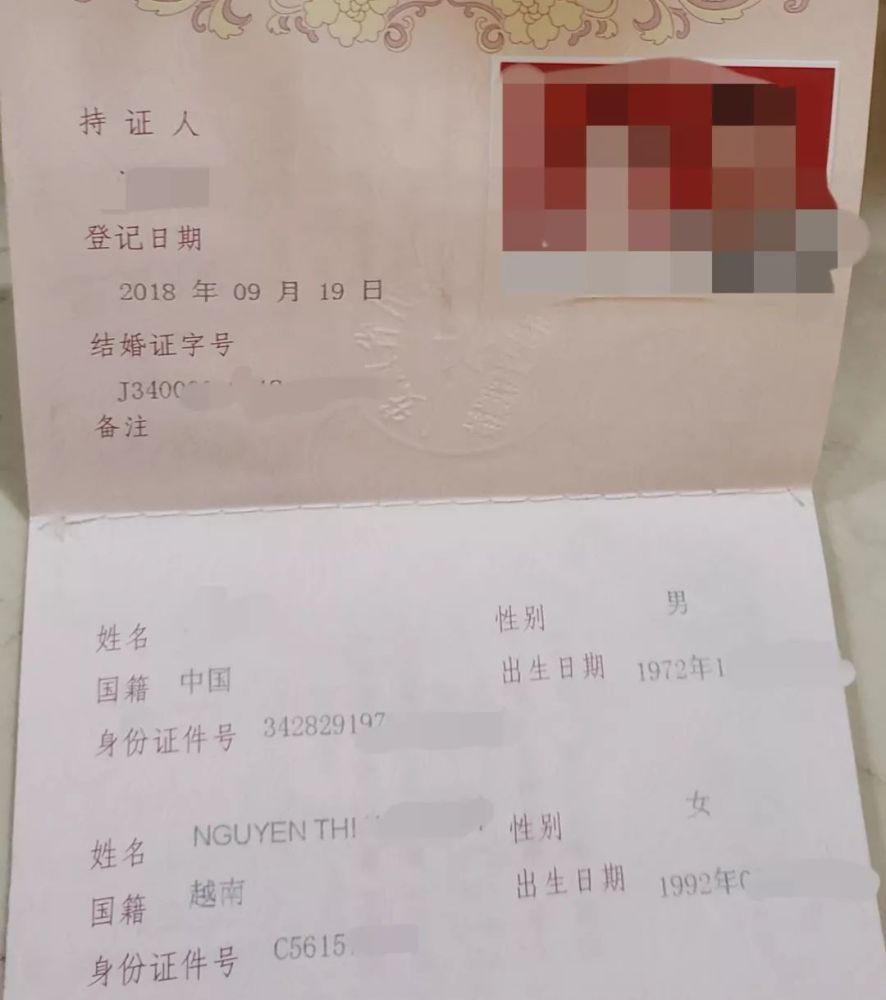 持证人
登记日期
2018 年 09 月 19 日
结婚证字号
J3400
备注
姓名
性别 男
国籍 中国
出生日期 1972年1
身份证件号 342829197
姓名 NGUYEN THI
性别 女
国籍 越南
出生日期 1992年
身份证件号 C5615